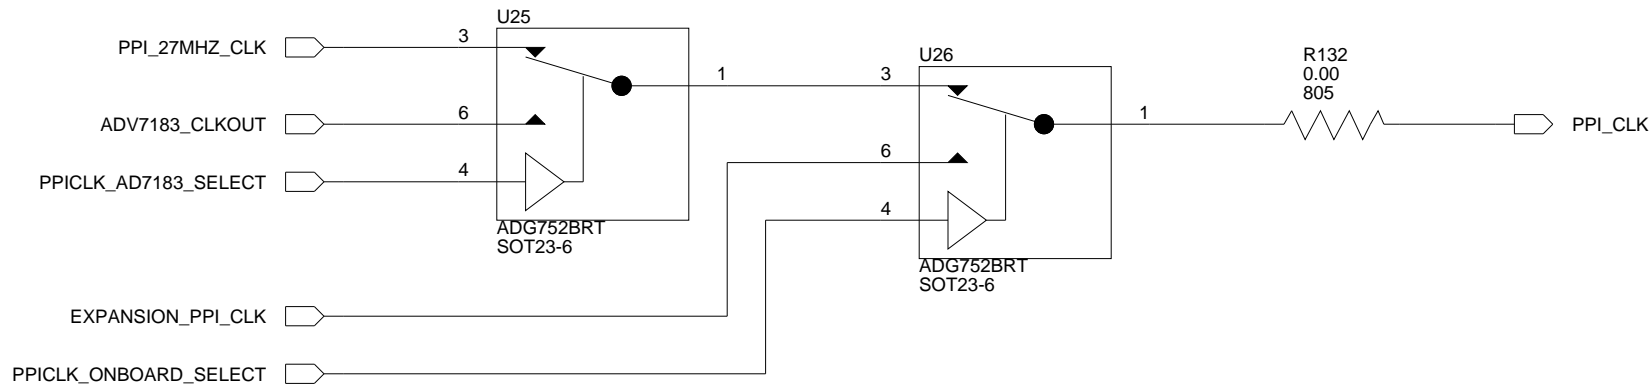 U25
PPI_27MHZ_CLK
3
U26
R132
0.00
805
1
3
ADV7183_CLKOUT
6
1
PPI_CLK
6
PPICLK_AD7183_SELECT
4
4
ADG752BRT
SOT23-6
ADG752BRT
SOT23-6
EXPANSION_PPI_CLK
PPICLK_ONBOARD_SELECT